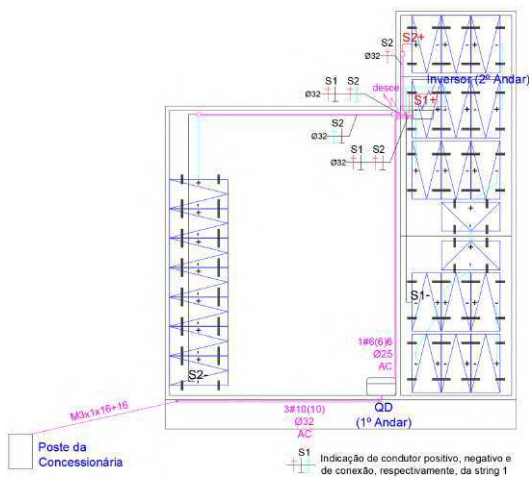 S2 S2+
Inversor (2º Andar)
S1 S2
desce
S1+
Ø32
S2
Ø32
S1 S2
Ø32
S1-
1#6(6)6
Ø25
AC
S2-
M3x1x16+16
3#10(10)
Ø32
AC
QD
(1º Andar)
Poste da
Concessionária
S1
Indicação de condutor positivo, negativo e
de conexão, respectivamente, da string 1